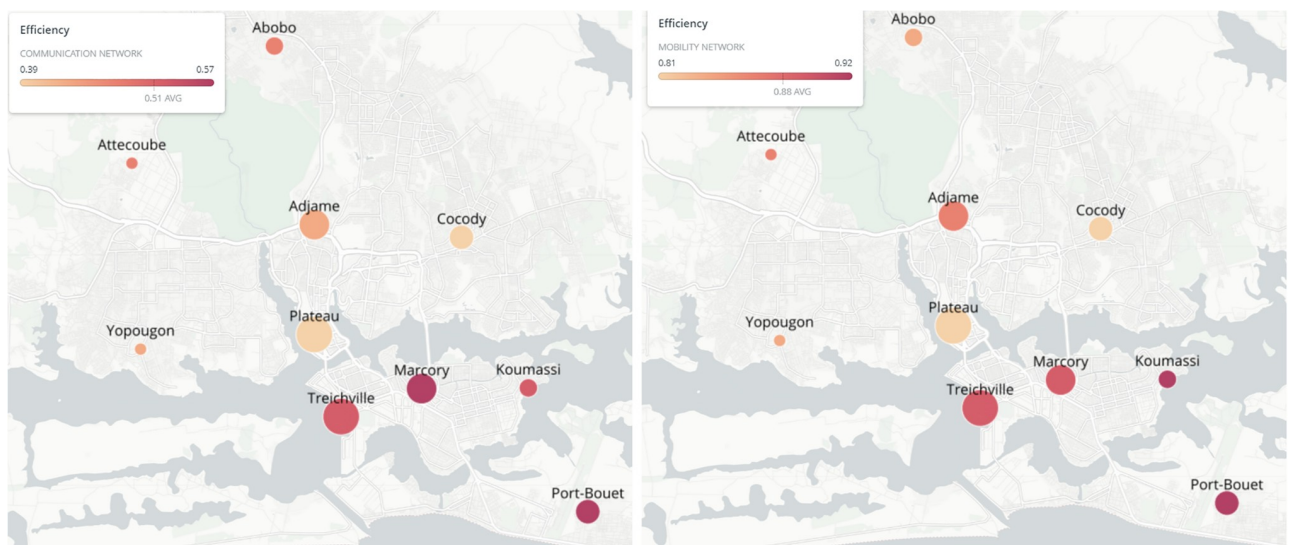 Efficiency
COMMUNICATION NETWORK
0.39 0.57
0.51 AVG
Abobo
Attecoube
Adjame
Cocody
Plateau
Yopougon
Marcory
Koumassi
Treichville
Port-Bouet
Efficiency
MOBILITY NETWORK
0.81 0.92
0.88 AVG
Abobo
Attecoube
Adjame
Cocody
Plateau
Yopougon
Marcory
Koumassi
Treichville
Port-Bouet